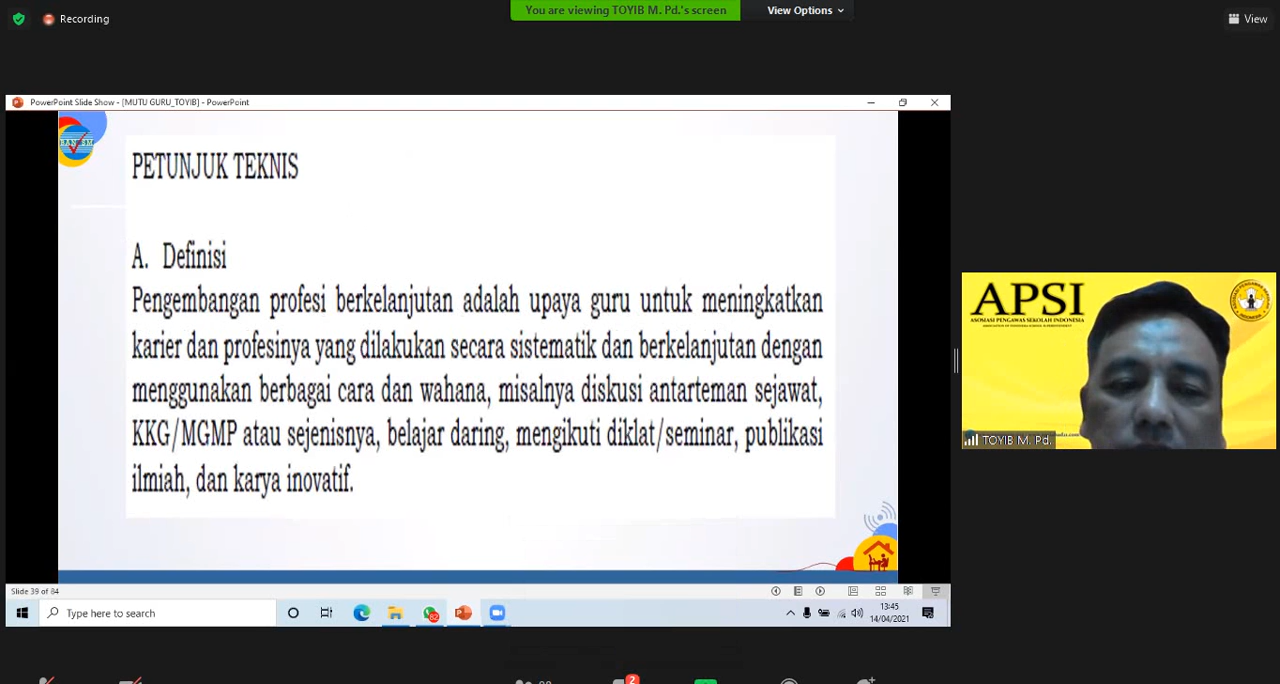 You are viewing TOYIB M. Pd.'s screen
View Options
Recording
View
PowerPoint Slide Show - [MUTU GURU_TOYIB] - PowerPoint
PETUNJUK TEKNIS
A. Definisi
Pengembangan profesi berkelanjutan adalah upaya guru untuk meningkatkan
karier dan profesinya yang dilakukan secara sistematik dan berkelanjutan dengan
menggunakan berbagai cara dan wahana, misalnya diskusi antarteman sejawat,
KKG/MGMP atau sejenisnya, belajar daring, mengikuti diklat/seminar, publikasi
ilmiah, dan karya inovatif.
APSI
ASOSIASI PENGAWAS SEKOLAH INDONESIA
TOYIB M. Pd.
Slide 39 of 84
Type here to search
13:45
14/04/2021
2